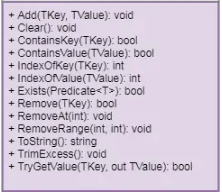 + Add(TKey, TValue): void
+ Clear(): void
+ ContainsKey(TKey): bool
+ ContainsValue(TValue): bool
+ IndexOfKey(TKey): int
+ IndexOfValue(TValue): int
+ Exists(Predicate<T>): bool
+ Remove(TKey): bool
+ RemoveAt(int): void
+ RemoveRange(int, int): void
+ ToString(): string
+ TrimExcess(): void
+ TryGetValue(TKey, out TValue): bool